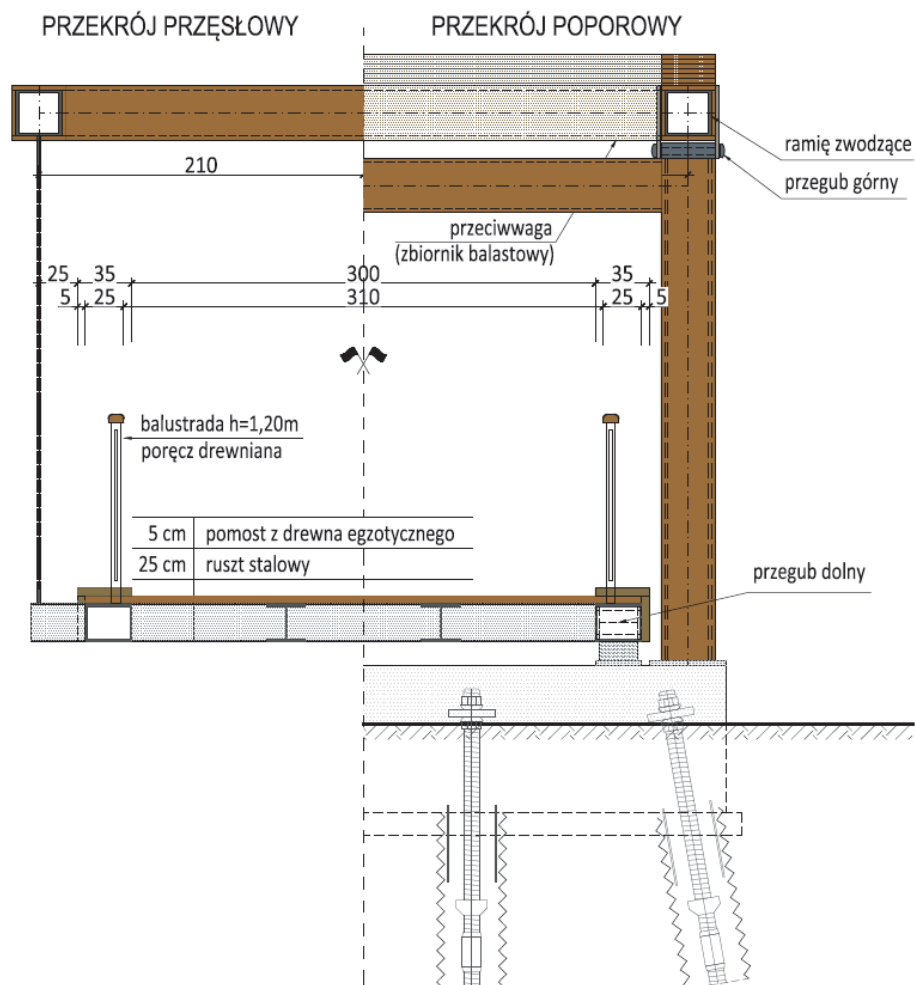 PRZEKRÓJ PRZĘSŁOWY
PRZEKRÓJ POPOROWY
ramię zwodzące
210
przegub górny
przeciwwaga
(zbiornik balastowy)
25 35 300 35
5 25 310 25 5
balustrada h=1,20m
poręcz drewniana
5 cm pomost z drewna egzotycznego
25 cm ruszt stalowy
przegub dolny